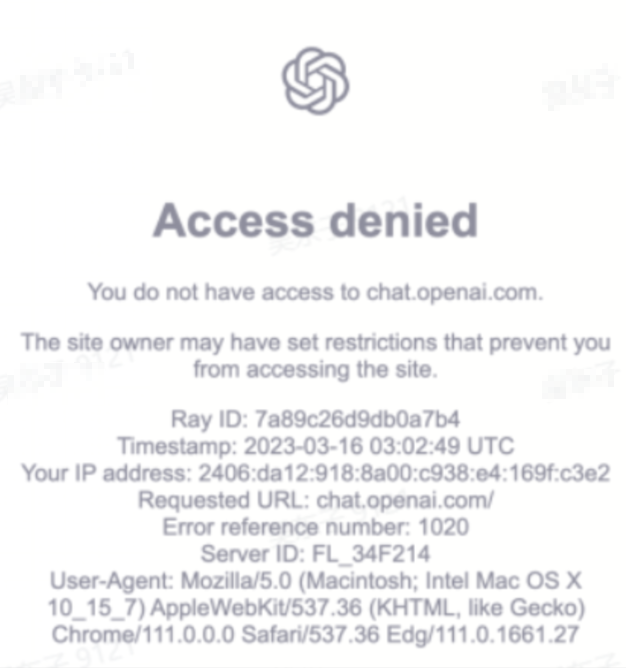 Access denied
You do not have access to chat.openai.com.
The site owner may have set restrictions that prevent you
from accessing the site.
Ray ID: 7a89c26d9db0a7b4
Timestamp: 2023-03-16 03:02:49 UTC
Your IP address: 2406:da12:918:8a00:c938:e4:169f:c3e2
Requested URL: chat.openai.com/
Error reference number: 1020
Server ID: FL_34F214
User-Agent: Mozilla/5.0 (Macintosh; Intel Mac OS X
10_15_7) AppleWebKit/537.36 (KHTML, like Gecko)
Chrome/111.0.0.0 Safari/537.36 Edg/111.0.1661.27